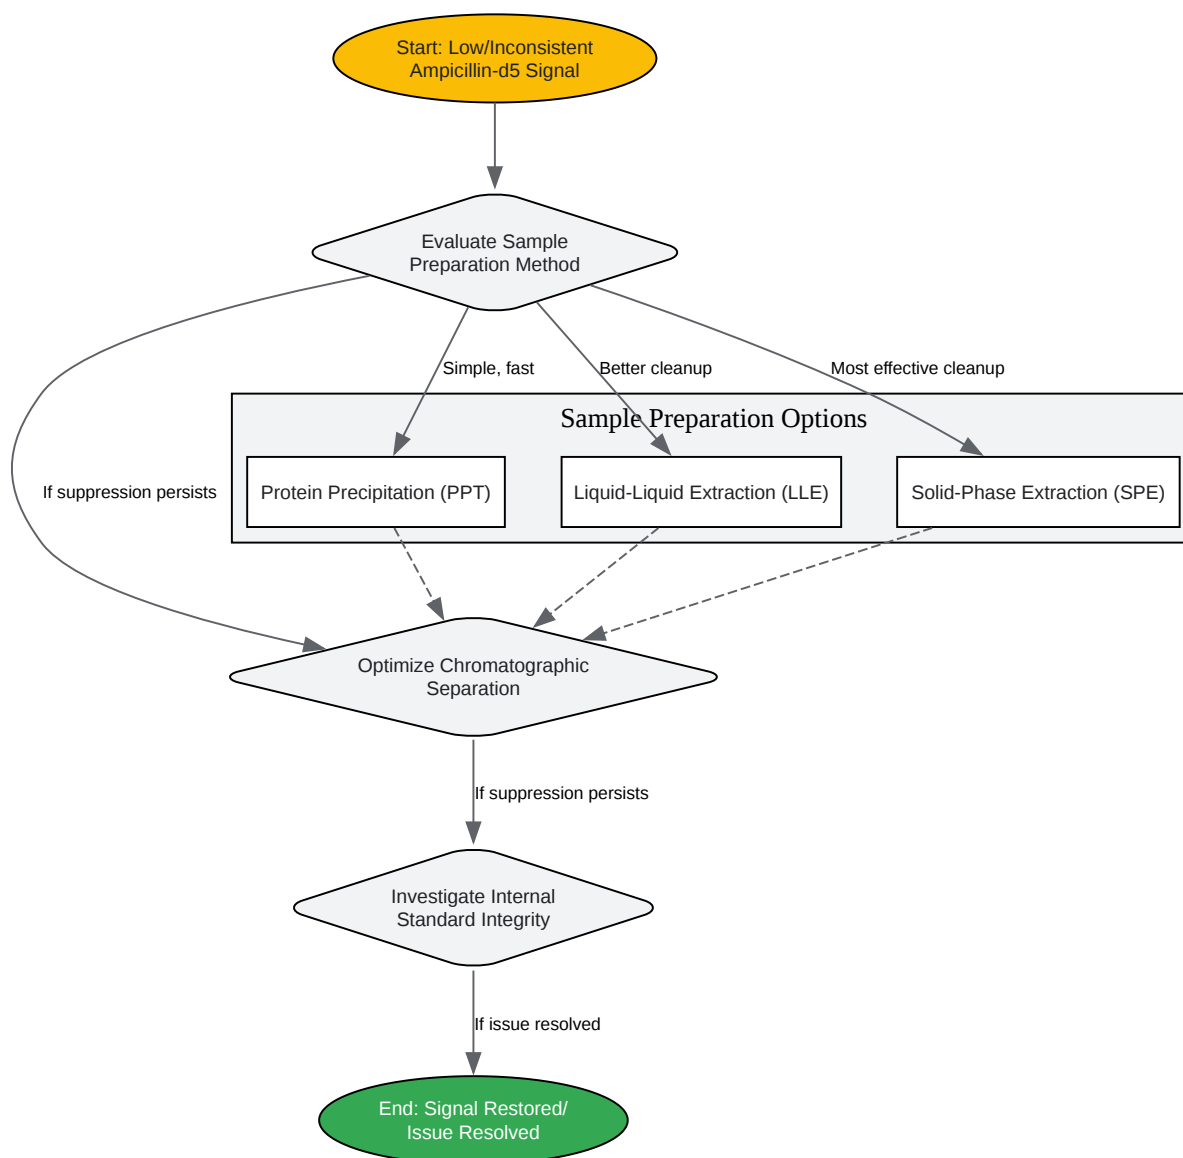 Start: Low/Inconsistent
Ampicillin-d5 Signal
Evaluate Sample
Preparation Method
Simple, fast
Better cleanup
Most effective cleanup
Sample Preparation Options
If suppression persists
Protein Precipitation (PPT)
Liquid-Liquid Extraction (LLE)
Solid-Phase Extraction (SPE)
Optimize Chromatographic
Separation
If suppression persists
Investigate Internal
Standard Integrity
If issue resolved
End: Signal Restored/
Issue Resolved